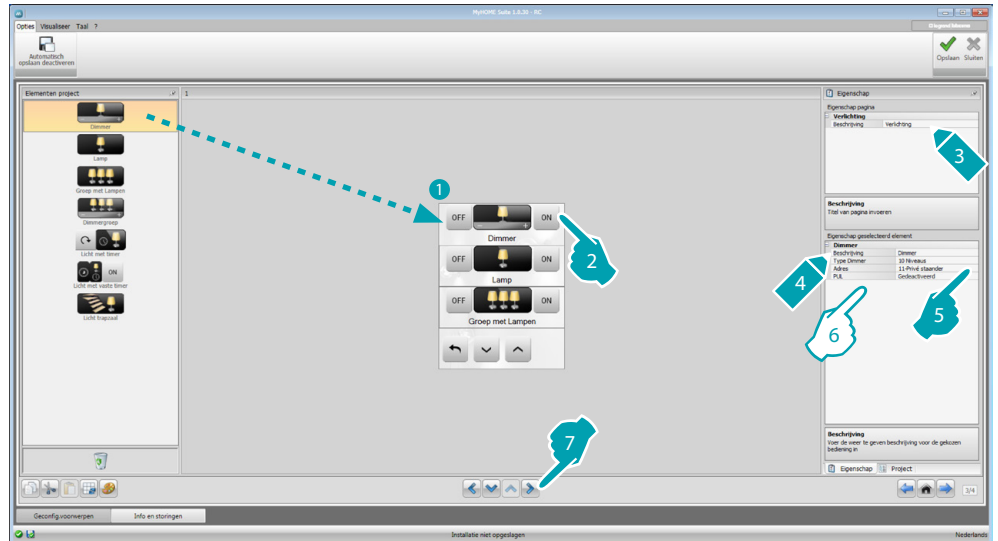 MyHOME Suite 1.0.30 - RC
Opties Visualiseer Taal ?
Automatisch
opslaan deactiveren
Opslaan Sluiten
Elementen project
1
Eigenschap
Dimmer
Lamp
Groep met Lampen
Dimmergroep
Licht met timer
ON
Licht met vaste timer
Licht trapzaal
1
OFF ON
Dimmer
OFF ON
Lamp
OFF ON
Groep met Lampen
2
Eigenschap pagina
Verlichting
Beschrijving Verlichting
3
Beschrijving
Titel van pagina invoeren
Eigenschap geselecteerd element
Dimmer
Beschrijving Dimmer
Type Dimmer 10 Niveaus
Adres 11-Privé staander
PUL Gedeactiveerd
4
5
6
7
Beschrijving
Voer de weer te geven beschrijving voor de gekozen
bediening in
Eigenschap Project
3/4
Geconfig.voorwerpen Info en storingen
Installatie niet opgeslagen
Nederlands